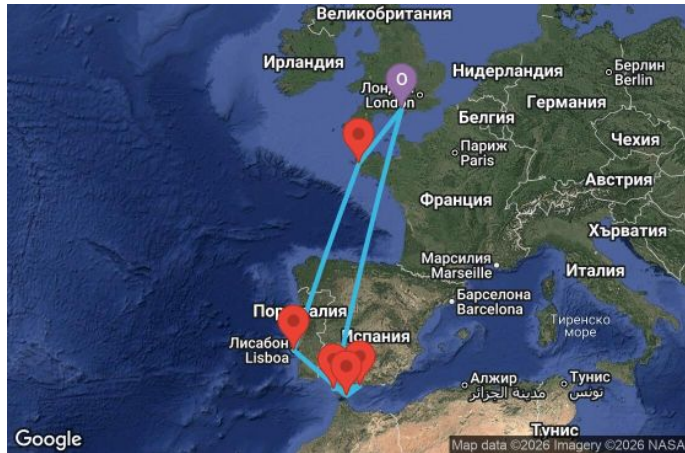 Великобритания
Ирландия
О
Лондон
London
Нидерландия
Берлин
Berlin
Германия
Белгия
Чехия
Париж
Paris
Австрия
Франция
Хърватия
Марсилия
Marseille
Италия
Барселона
Barcelona
Тиренско
море
Испания
Лисабон
Lisboa
Алжир
مدينة الجزائر
Тунис
تونس
Тунис
Google
Map data ©2026 Imagery ©2026 NASA